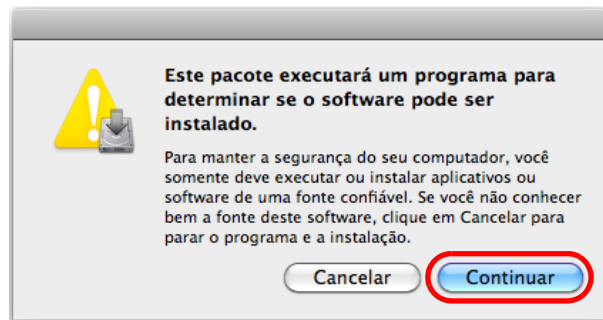 Este pacote executará um programa para
determinar se o software pode ser
instalado.
Para manter a segurança do seu computador, você
somente deve executar ou instalar aplicativos ou
software de uma fonte confiável. Se você não conhecer
bem a fonte deste software, clique em Cancelar para
parar o programa e a instalação.
Cancelar
Continuar